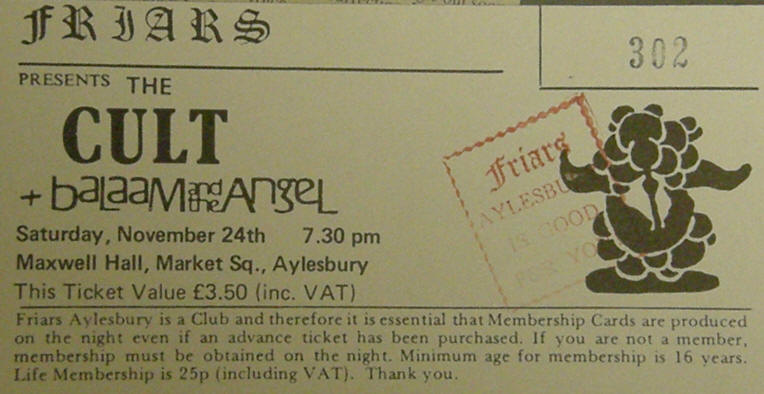 FRIARS
302
PRESENTS THE
CULT
+ BALAAM and the ANGEL
Saturday, November 24th 7.30 pm
Maxwell Hall, Market Sq., Aylesbury
This Ticket Value £3.50 (inc. VAT)
Friars
AYLESBU
IS GOOD
FOR YO
Friars Aylesbury is a Club and therefore it is essential that Membership Cards are produced
on the night even if an advance ticket has been purchased. If you are not a member,
membership must be obtained on the night. Minimum age for membership is 16 years.
Life Membership is 25p (including VAT). Thank you.